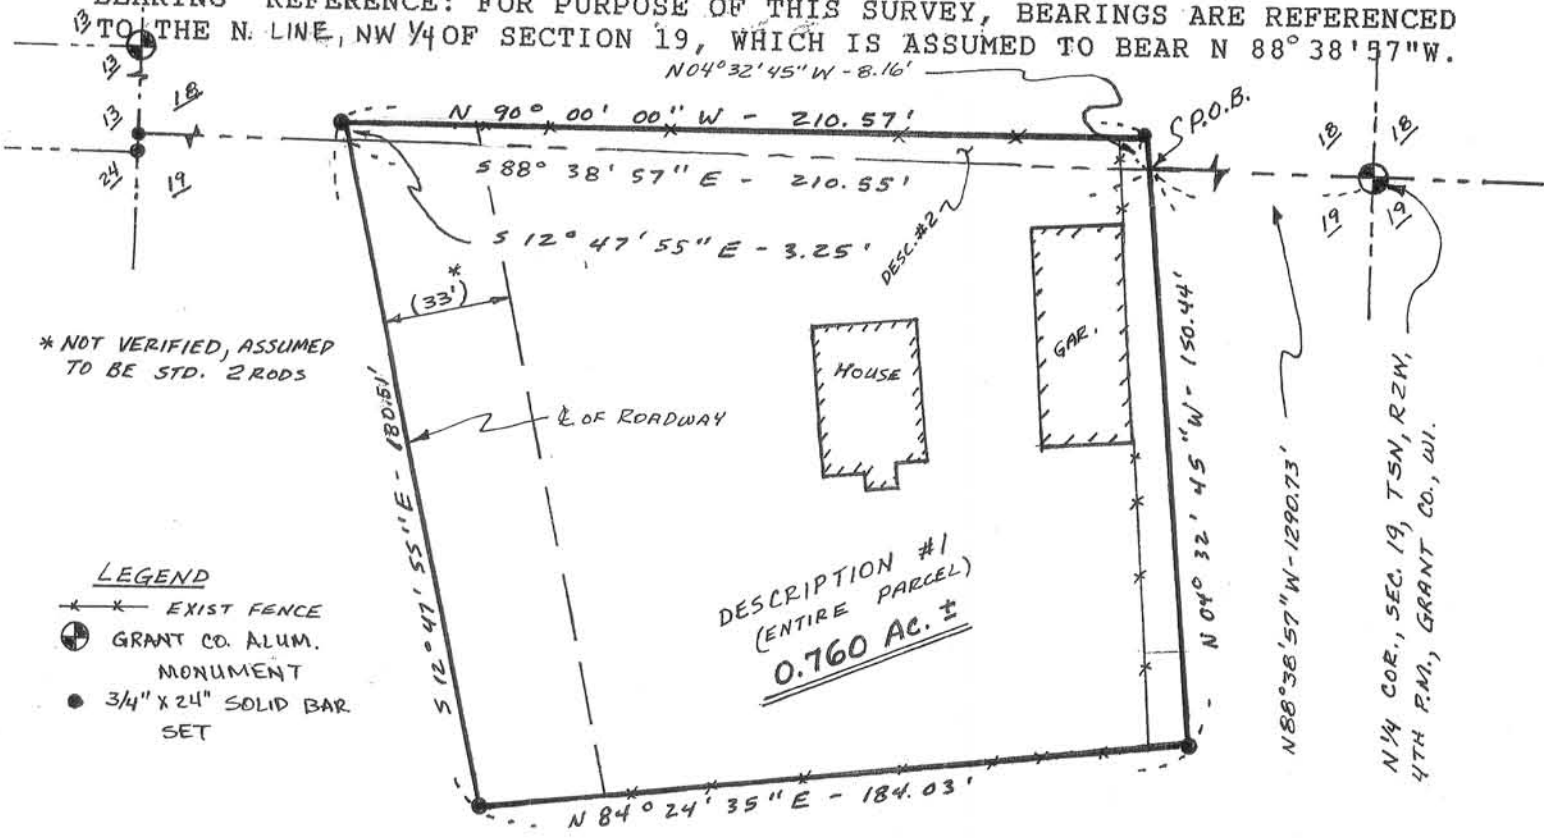 BEARING REFERENCE: FOR PURPOSE OF THIS SURVEY, BEARINGS ARE REFERENCED
TO THE N. LINE, NW 1/4 OF SECTION 19, WHICH IS ASSUMED TO BEAR N 88° 38' 57" W.
13
13
13
18
24
19
N 04° 32' 45" W - 8.16'
N 90° 00' 00" W - 210.57'
P.O.B.
18
18
19
19
S 88° 38' 57" E - 210.55'
S 12° 47' 55" E - 3.25'
DESC. #2
*
(33')
* NOT VERIFIED, ASSUMED
TO BE STD. 2 RODS
HOUSE
GAR.
℄ OF ROADWAY
S 12° 47' 55" E - 180.51'
N 04° 32' 45" W - 150.44'
N 88° 38' 57" W - 1290.73'
N 1/4 COR., SEC. 19, T5N, R2W,
4TH P.M., GRANT CO., WI.
DESCRIPTION #1
(ENTIRE PARCEL)
0.760 Ac. ±
LEGEND
EXIST FENCE
GRANT CO. ALUM.
MONUMENT
3/4" X 24" SOLID BAR
SET
N 84° 24' 35" E - 184.03'